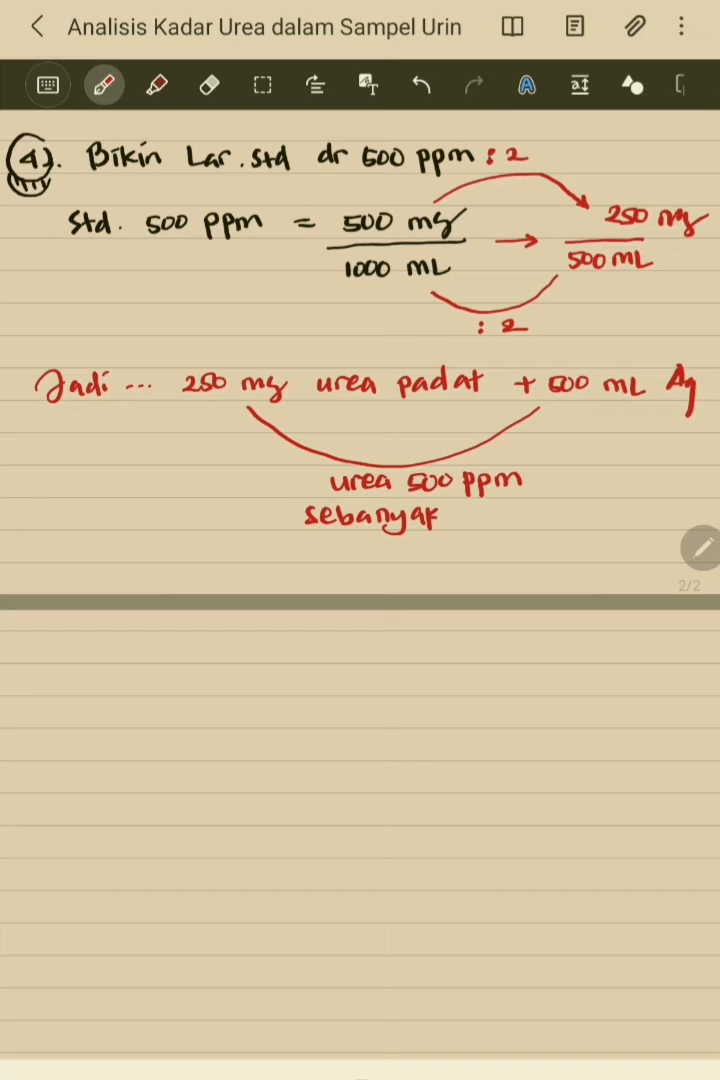 Analisis Kadar Urea dalam Sampel Urin
4). Bikin Lar. Std dr 500 ppm : 2
Std. 500 ppm = 500 mg / 1000 mL → 250 mg / 500 mL
: 2
Jadi ... 250 mg urea padat + 500 mL Aq
urea 500 ppm
sebanyak
2/2